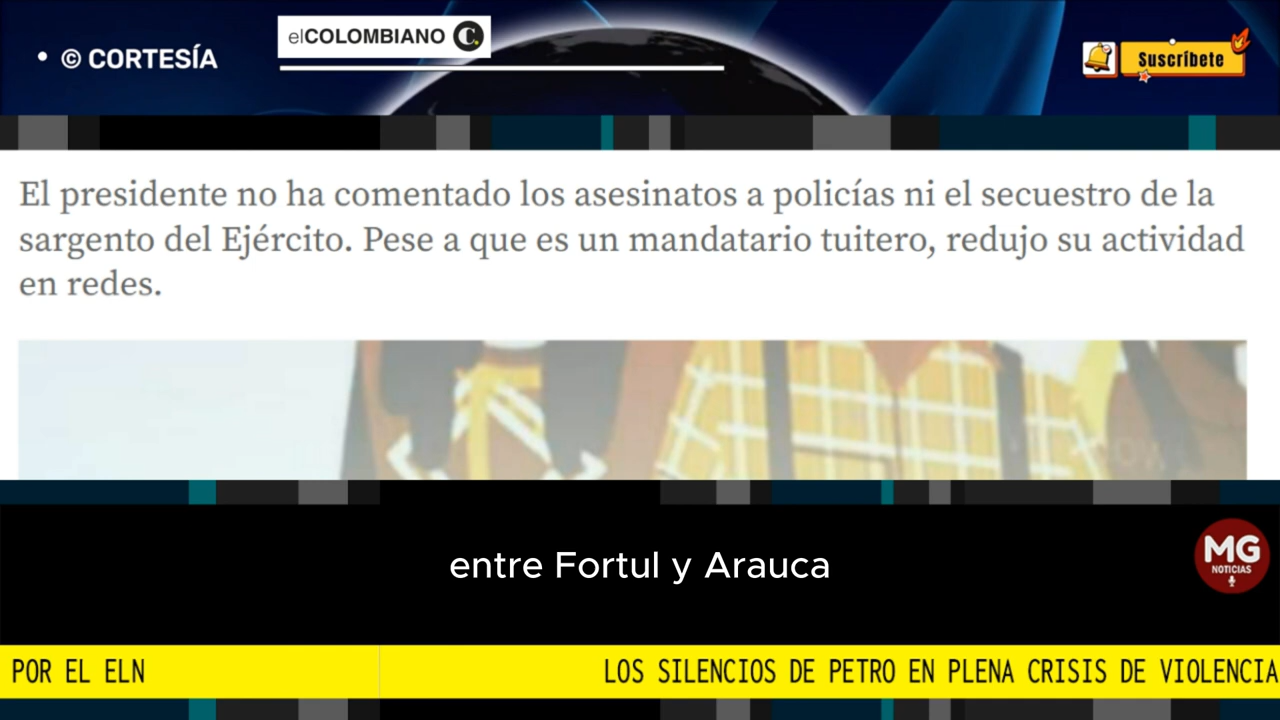 • © CORTESÍA
elCOLOMBIANO
Suscríbete
El presidente no ha comentado los asesinatos a policías ni el secuestro de la
sargento del Ejército. Pese a que es un mandatario tuitero, redujo su actividad
en redes.
entre Fortul y Arauca
MG
NOTICIAS
POR EL ELN
LOS SILENCIOS DE PETRO EN PLENA CRISIS DE VIOLENCIA